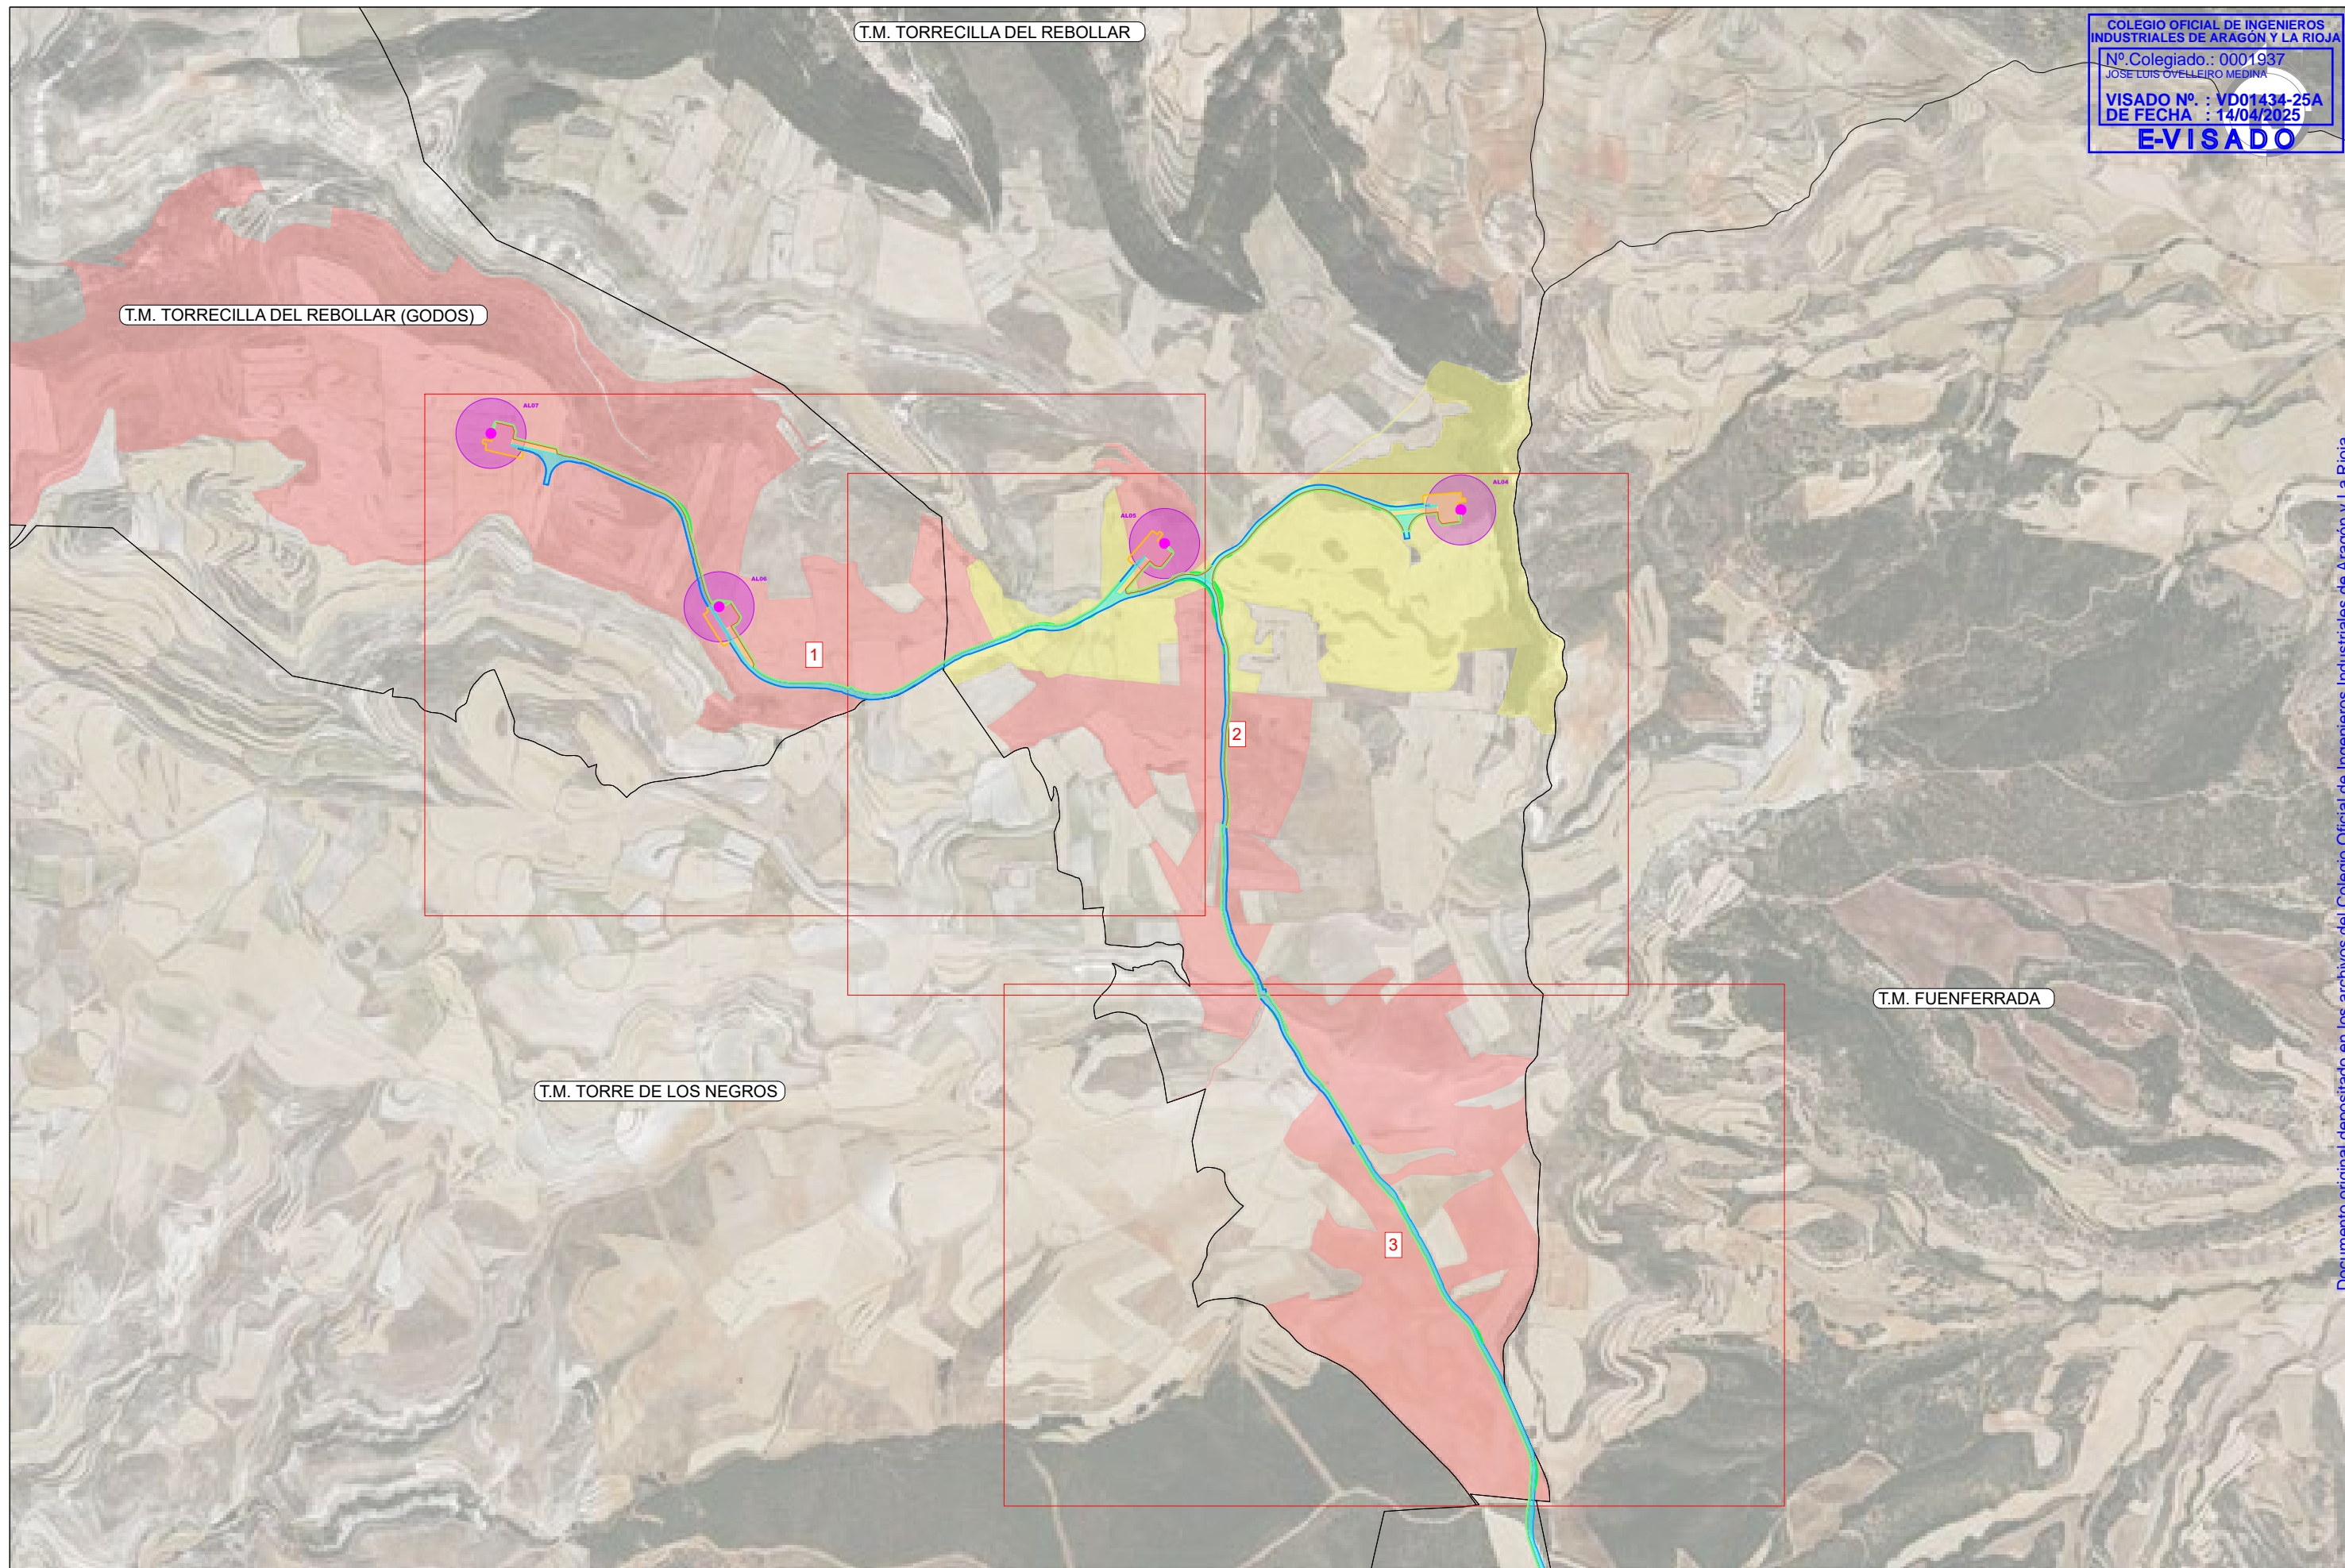 T.M. TORRECILLA DEL REBOLLAR
COLEGIO OFICIAL DE INGENIEROS
INDUSTRIALES DE ARAGÓN Y LA RIOJA
Nº.Colegiado.: 0001937
JOSE LUIS OVELLEIRO MEDINA
VISADO Nº. : VD01434-25A
DE FECHA : 14/04/2025
E-VISADO
T.M. TORRECILLA DEL REBOLLAR (GODOS)
AL07
AL04
AL05
AL06
1
2
T.M. FUENFERRADA
T.M. TORRE DE LOS NEGROS
3
Documento original depositado en los archivos del Colegio Oficial de Ingenieros Industriales de Aragón y La Rioja